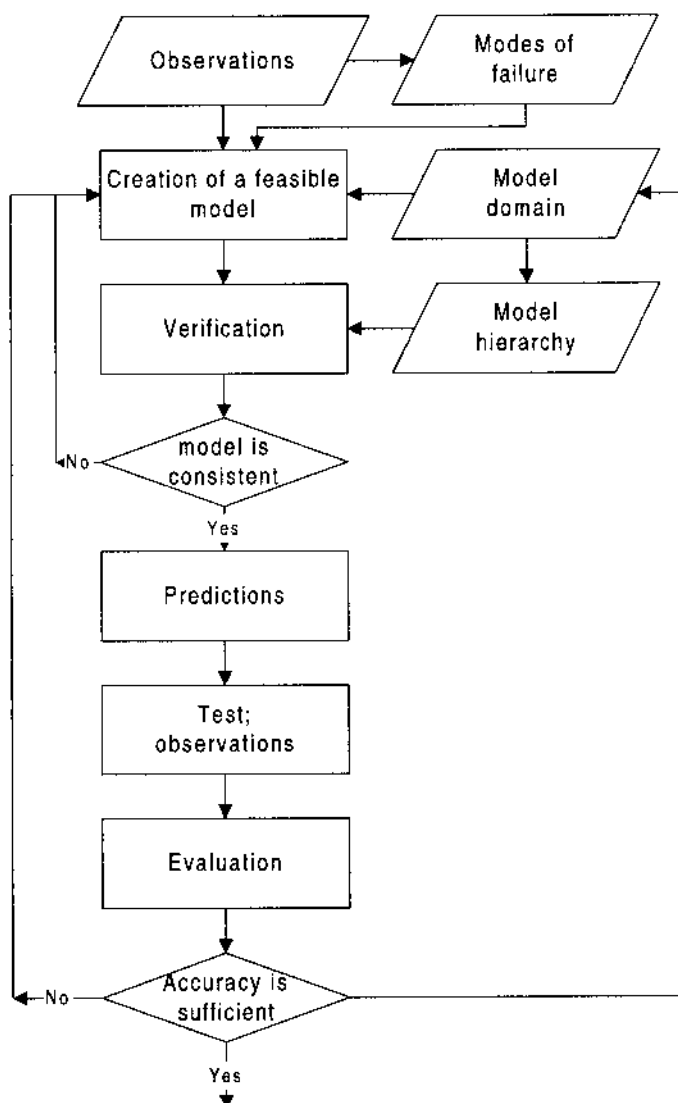 Observations
Modes of
failure
Creation of a feasible
model
Model
domain
Verification
Model
hierarchy
model is
consistent
No
Yes
Predictions
Test;
observations
Evaluation
Accuracy is
sufficient
No
Yes